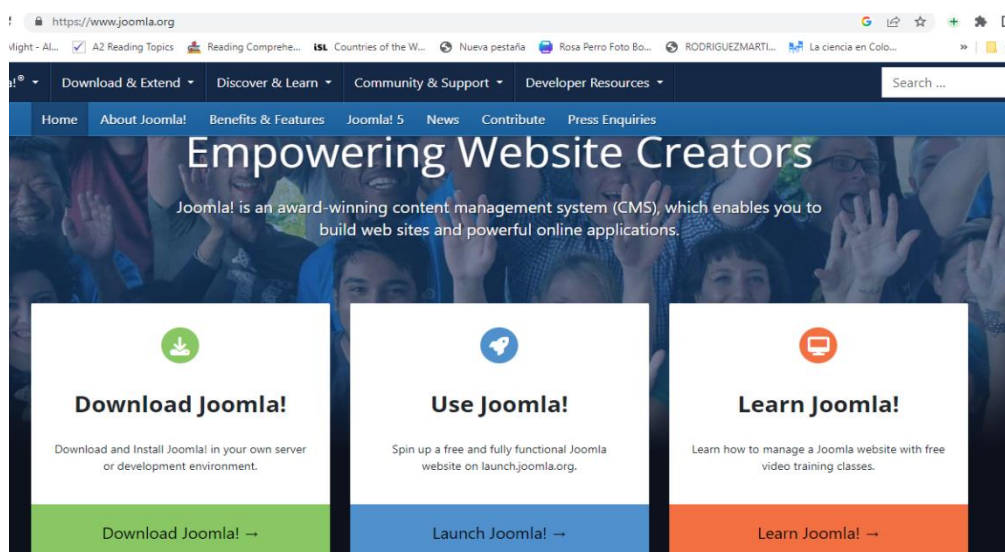 https://www.joomla.org
Might - Al... A2 Reading Topics Reading Comprehe... iSL Countries of the W... Nueva pestaña Rosa Perro Foto Bo... RODRIGUEZMARTI... La ciencia en Colo... »
a!® Download & Extend Discover & Learn Community & Support Developer Resources Search ...
Home About Joomla! Benefits & Features Joomla! 5 News Contribute Press Enquiries
Empowering Website Creators
Joomla! is an award-winning content management system (CMS), which enables you to
build web sites and powerful online applications.
Download Joomla!
Download and Install Joomla! in your own server
or development environment.
Download Joomla! →
Use Joomla!
Spin up a free and fully functional Joomla
website on launch.joomla.org.
Launch Joomla! →
Learn Joomla!
Learn how to manage a Joomla website with free
video training classes.
Learn Joomla! →